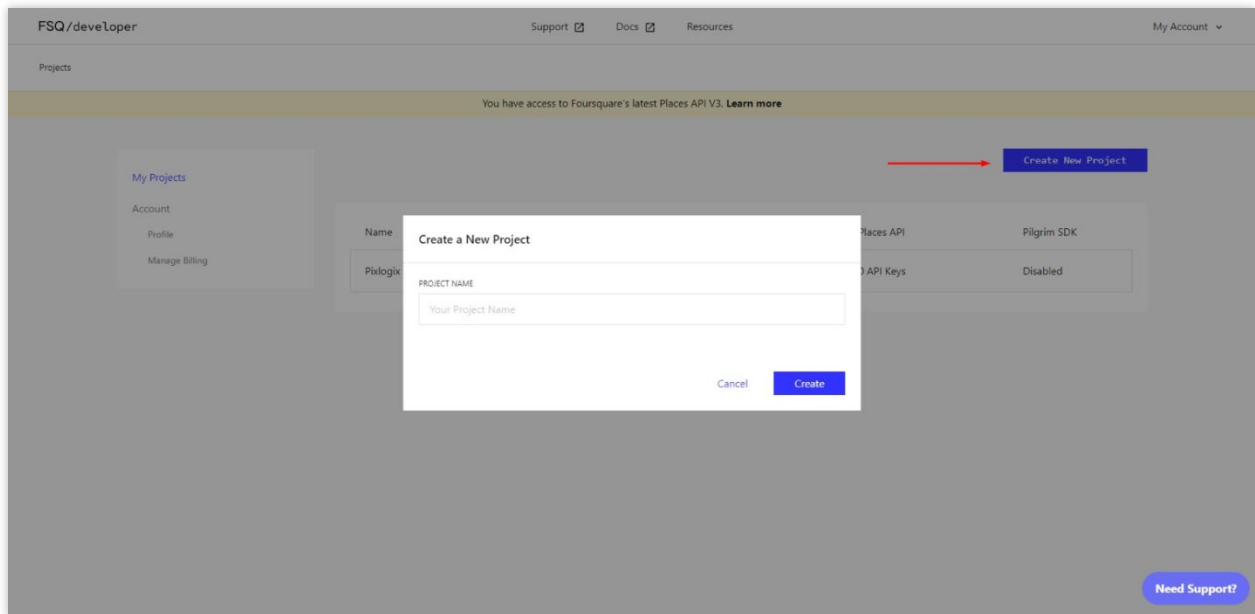 FSQ/developer
Support
Docs
Resources
My Account
Projects
You have access to Foursquare's latest Places API V3. Learn more
My Projects
Account
Profile
Manage Billing
Create New Project
Name
Places API
Pilgrim SDK
Pixlogix
API Keys
Disabled
Create a New Project
PROJECT NAME
Your Project Name
Cancel
Create
Need Support?